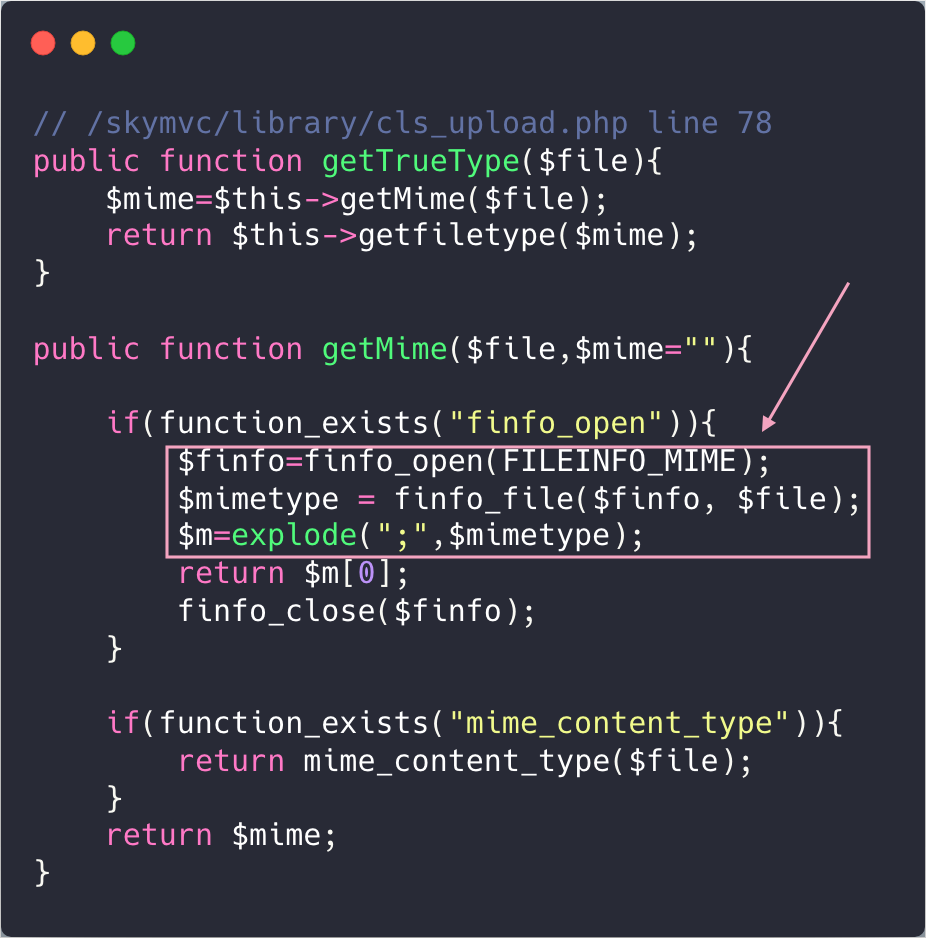 // /skymvc/library/cls_upload.php line 78
public function getTrueType($file){
    $mime=$this->getMime($file);
    return $this->getfiletype($mime);
}
public function getMime($file,$mime=""){
    if(function_exists("finfo_open")){
        $finfo=finfo_open(FILEINFO_MIME);
        $mimetype = finfo_file($finfo, $file);
        $m=explode(";",$mimetype);
        return $m[0];
        finfo_close($finfo);
    }
    if(function_exists("mime_content_type")){
        return mime_content_type($file);
    }
    return $mime;
}